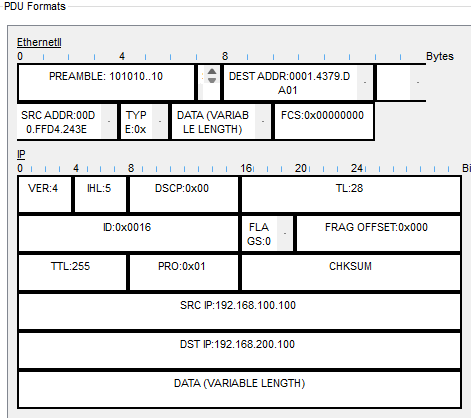 PDU Formats
EthernetII
0 4 8 Bytes
PREAMBLE: 101010..10
DEST ADDR:0001.4379.D
A01
SRC ADDR:00D
0.FFD4.243E
TYP
E:0x
DATA (VARIAB
LE LENGTH)
FCS:0x00000000
IP
0 4 8 16 20 24 Bi
VER:4 IHL:5 DSCP:0x00 TL:28
ID:0x0016
FLA
GS:0
FRAG OFFSET:0x000
TTL:255 PRO:0x01 CHKSUM
SRC IP:192.168.100.100
DST IP:192.168.200.100
DATA (VARIABLE LENGTH)